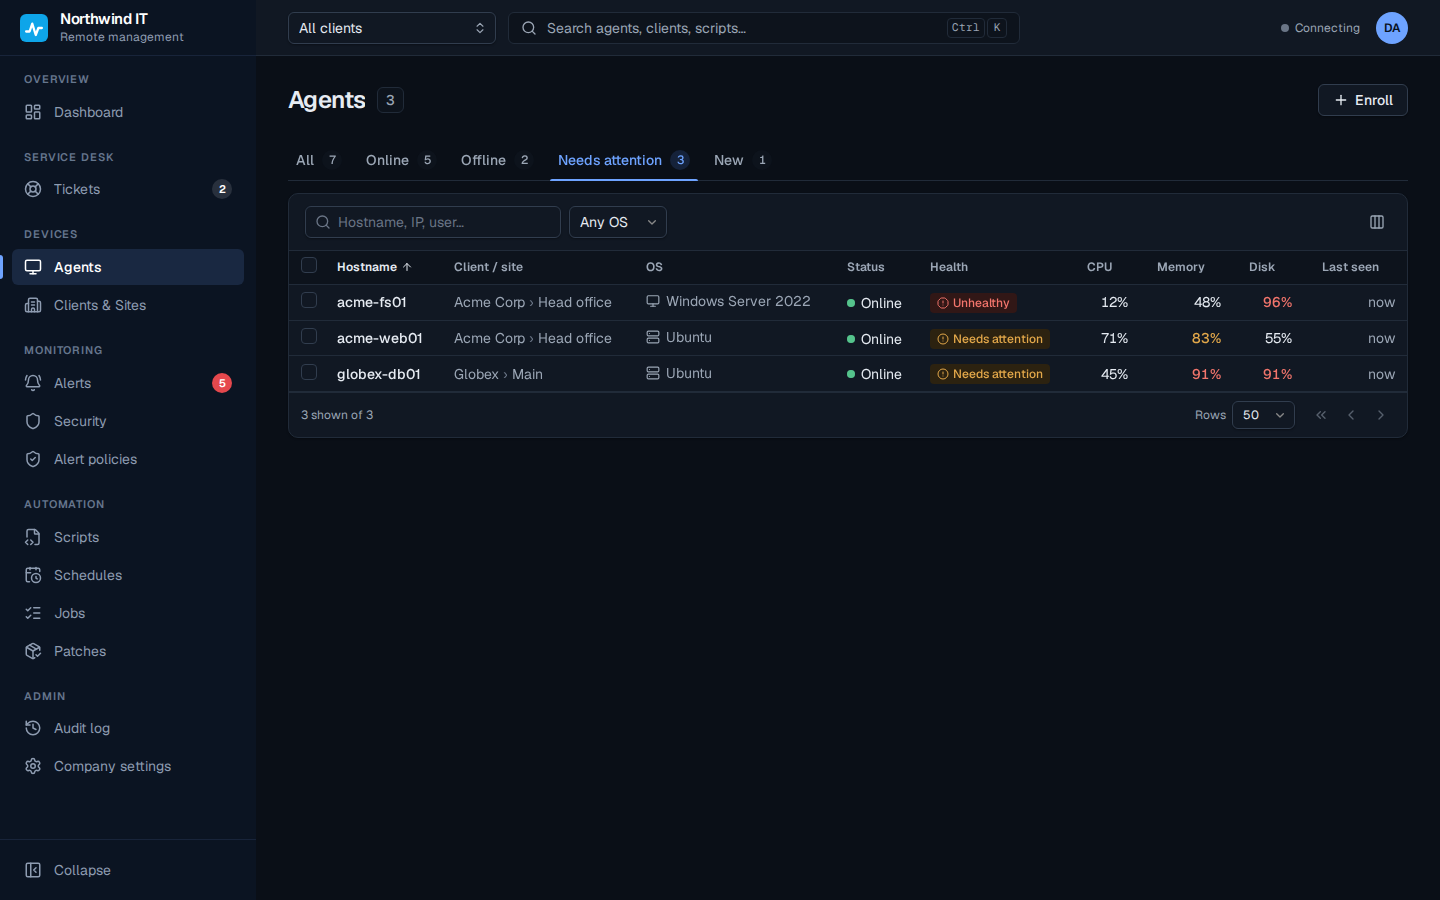 Northwind IT
Remote management
All clients
Search agents, clients, scripts...
Ctrl K
Connecting
DA
OVERVIEW
Dashboard
SERVICE DESK
Tickets 2
DEVICES
Agents
Clients & Sites
MONITORING
Alerts 5
Security
Alert policies
AUTOMATION
Scripts
Schedules
Jobs
Patches
ADMIN
Audit log
Company settings
Collapse
Agents 3
Enroll
All 7 Online 5 Offline 2 Needs attention 3 New 1
Hostname, IP, user...
Any OS
Hostname Client / site OS Status Health CPU Memory Disk Last seen
acme-fs01 Acme Corp › Head office Windows Server 2022 Online Unhealthy 12% 48% 96% now
acme-web01 Acme Corp › Head office Ubuntu Online Needs attention 71% 83% 55% now
globex-db01 Globex › Main Ubuntu Online Needs attention 45% 91% 91% now
3 shown of 3
Rows 50